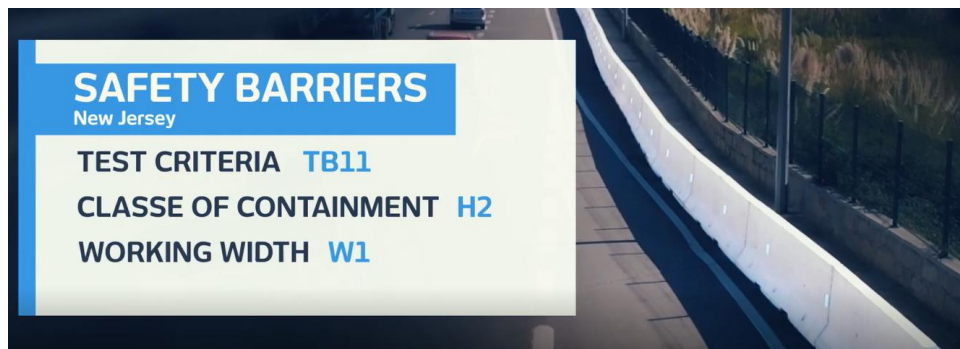 SAFETY BARRIERS
New Jersey
TEST CRITERIA TB11
CLASSE OF CONTAINMENT H2
WORKING WIDTH W1